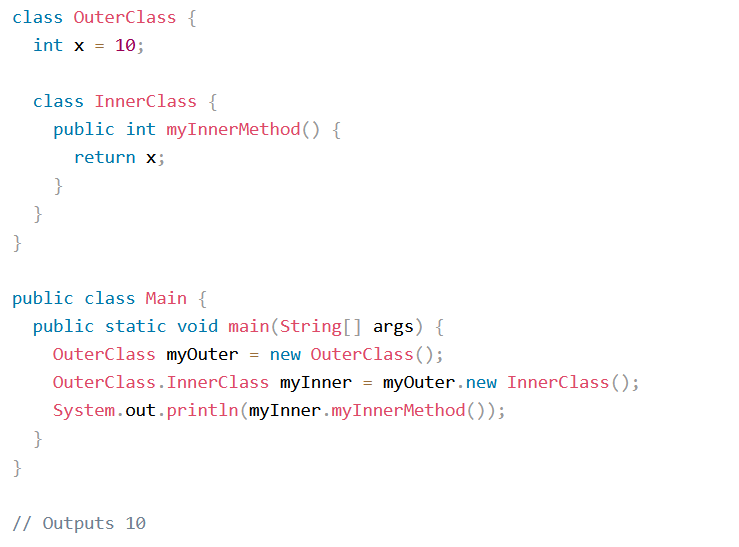 class OuterClass {
  int x = 10;

  class InnerClass {
    public int myInnerMethod() {
      return x;
    }
  }
}

public class Main {
  public static void main(String[] args) {
    OuterClass myOuter = new OuterClass();
    OuterClass.InnerClass myInner = myOuter.new InnerClass();
    System.out.println(myInner.myInnerMethod());
  }
}

// Outputs 10